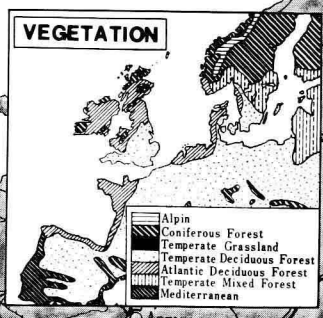 VEGETATION
Alpin
Coniferous Forest
Temperate Grassland
Temperate Deciduous Forest
Atlantic Deciduous Forest
Temperate Mixed Forest
Mediterranean